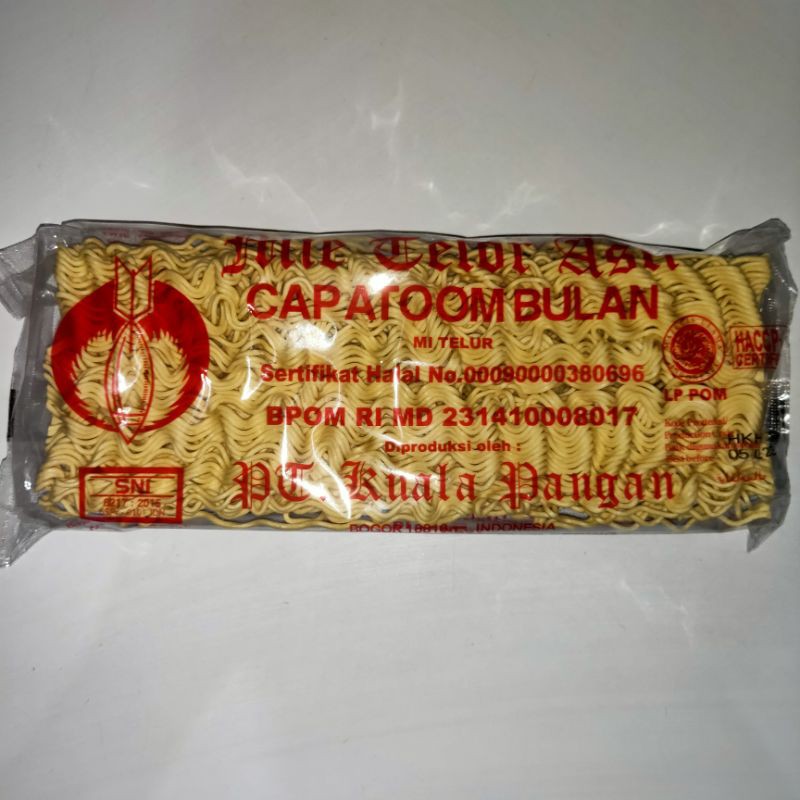 Mie Telor Asli
CAP ATOOM BULAN
MI TELUR
Sertifikat Halal No.00090000380696
BPOM RI MD 231410008017
Diproduksi oleh :
PT. Kuala Pangan
INDONESIA
SNI
LP POM
HACCP